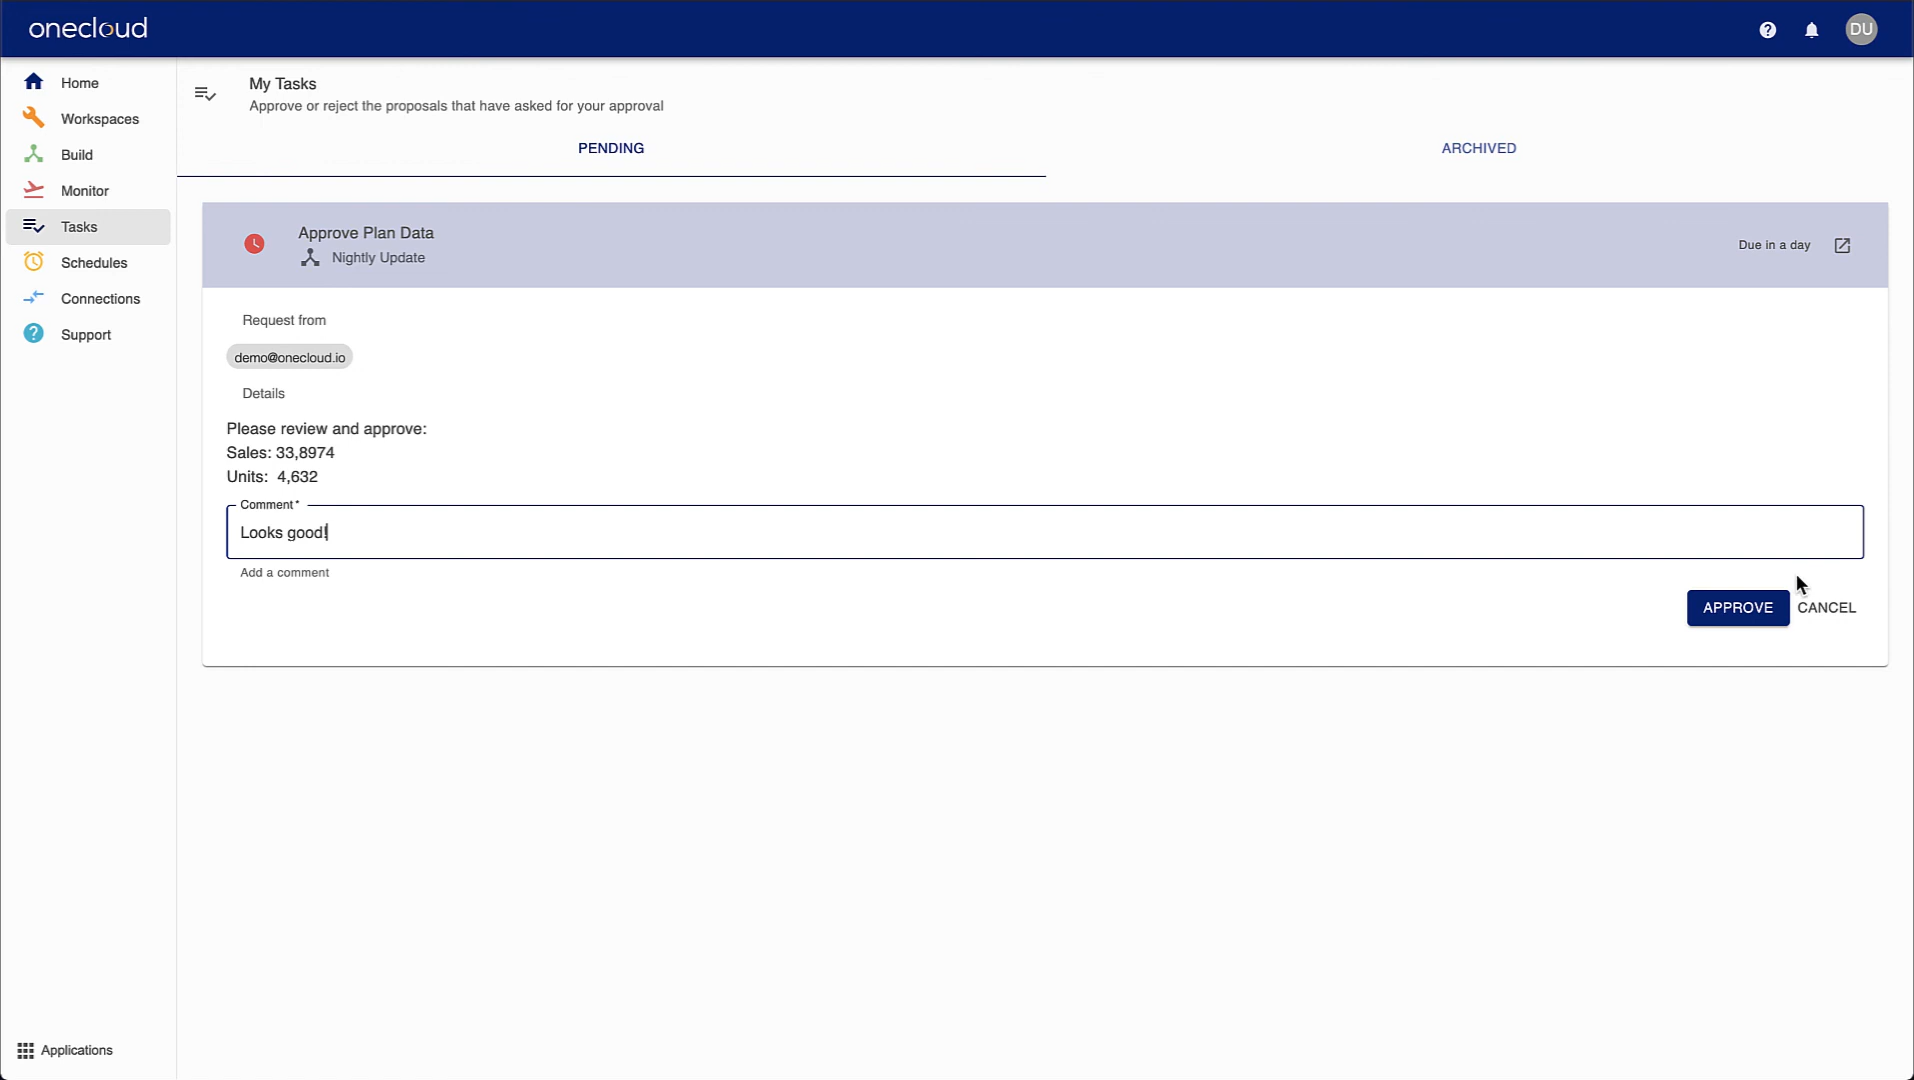 onecloud
DU
Home
Workspaces
Build
Monitor
Tasks
Schedules
Connections
Support
Applications
My Tasks
Approve or reject the proposals that have asked for your approval
PENDING
ARCHIVED
Approve Plan Data
Nightly Update
Due in a day
Request from
demo@onecloud.io
Details
Please review and approve:
Sales: 33,8974
Units: 4,632
Comment*
Looks good!
Add a comment
APPROVE
CANCEL